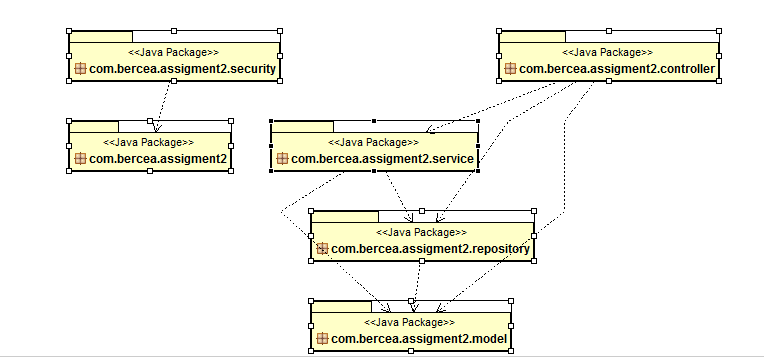 <<Java Package>>
com.bercea.assigment2.security
<<Java Package>>
com.bercea.assigment2.controller
<<Java Package>>
com.bercea.assigment2
<<Java Package>>
com.bercea.assigment2.service
<<Java Package>>
com.bercea.assigment2.repository
<<Java Package>>
com.bercea.assigment2.model